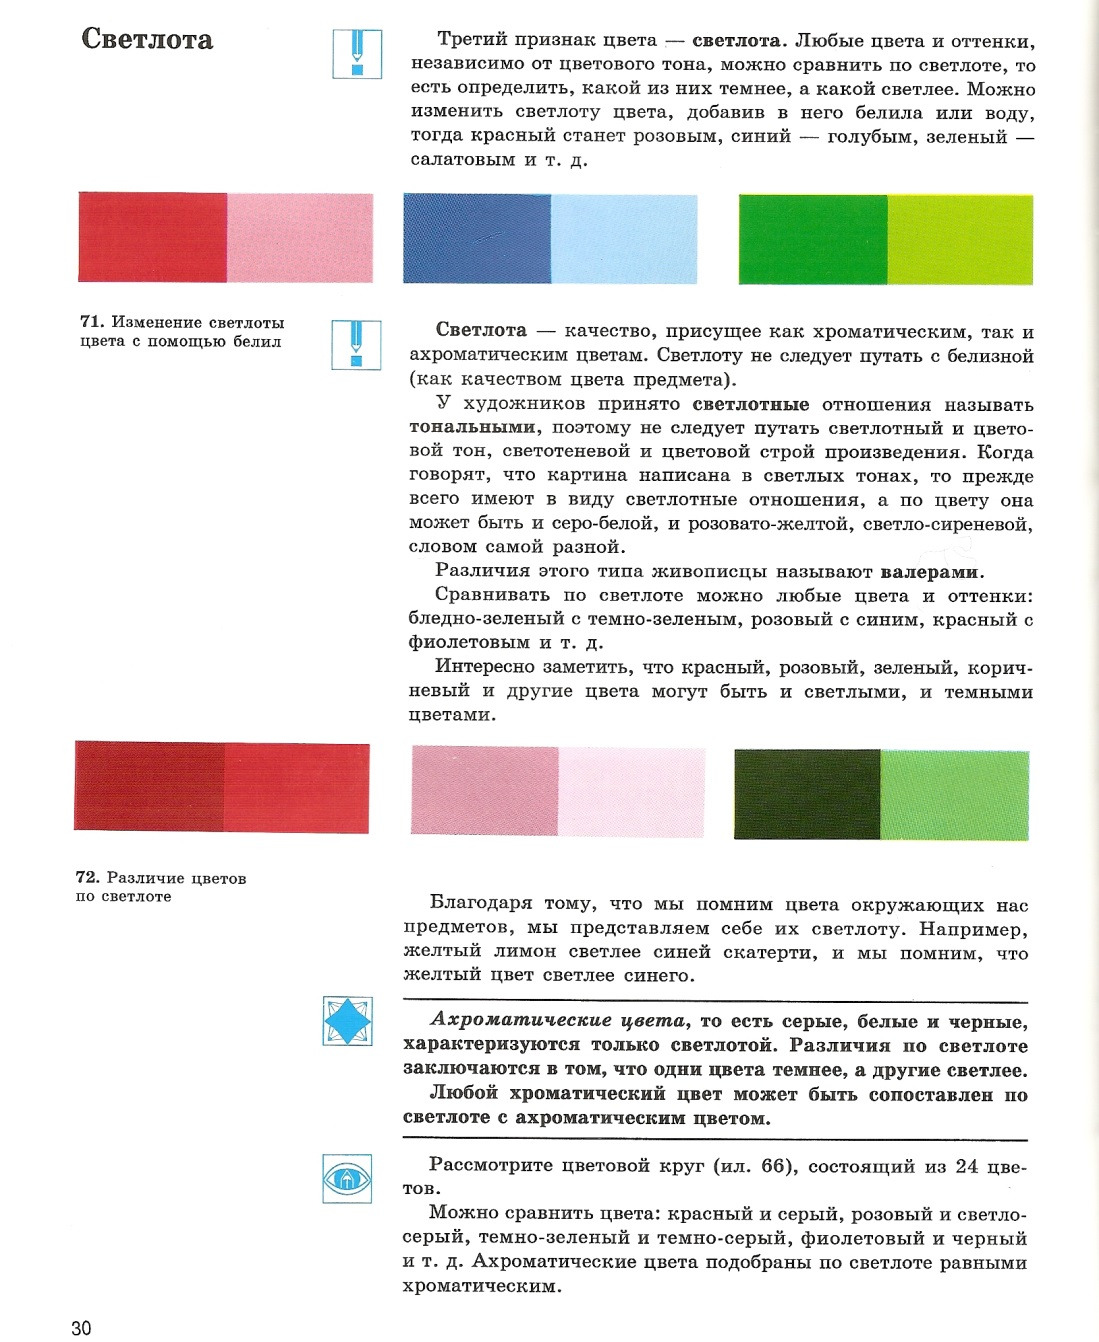 Светлота
Третий признак цвета — светлота. Любые цвета и оттенки,
независимо от цветового тона, можно сравнить по светлоте, то
есть определить, какой из них темнее, а какой светлее. Можно
изменить светлоту цвета, добавив в него белила или воду,
тогда красный станет розовым, синий — голубым, зеленый —
салатовым и т. д.
71. Изменение светлоты
цвета с помощью белил
Светлота — качество, присущее как хроматическим, так и
ахроматическим цветам. Светлоту не следует путать с белизной
(как качеством цвета предмета).
У художников принято светлотные отношения называть
тональными, поэтому не следует путать светлотный и цвето-
вой тон, светотеневой и цветовой строй произведения. Когда
говорят, что картина написана в светлых тонах, то прежде
всего имеют в виду светлотные отношения, а по цвету она
может быть и серо-белой, и розовато-желтой, светло-сиреневой,
словом самой разной.
Различия этого типа живописцы называют валерами.
Сравнивать по светлоте можно любые цвета и оттенки:
бледно-зеленый с темно-зеленым, розовый с синим, красный с
фиолетовым и т. д.
Интересно заметить, что красный, розовый, зеленый, корич-
невый и другие цвета могут быть и светлыми, и темными
цветами.
72. Различие цветов
по светлоте
Благодаря тому, что мы помним цвета окружающих нас
предметов, мы представляем себе их светлоту. Например,
желтый лимон светлее синей скатерти, и мы помним, что
желтый цвет светлее синего.
Ахроматические цвета, то есть серые, белые и черные,
характеризуются только светлотой. Различия по светлоте
заключаются в том, что одни цвета темнее, а другие светлее.
Любой хроматический цвет может быть сопоставлен по
светлоте с ахроматическим цветом.
Рассмотрите цветовой круг (ил. 66), состоящий из 24 цве-
тов.
Можно сравнить цвета: красный и серый, розовый и светло-
серый, темно-зеленый и темно-серый, фиолетовый и черный
и т. д. Ахроматические цвета подобраны по светлоте равными
хроматическим.
30